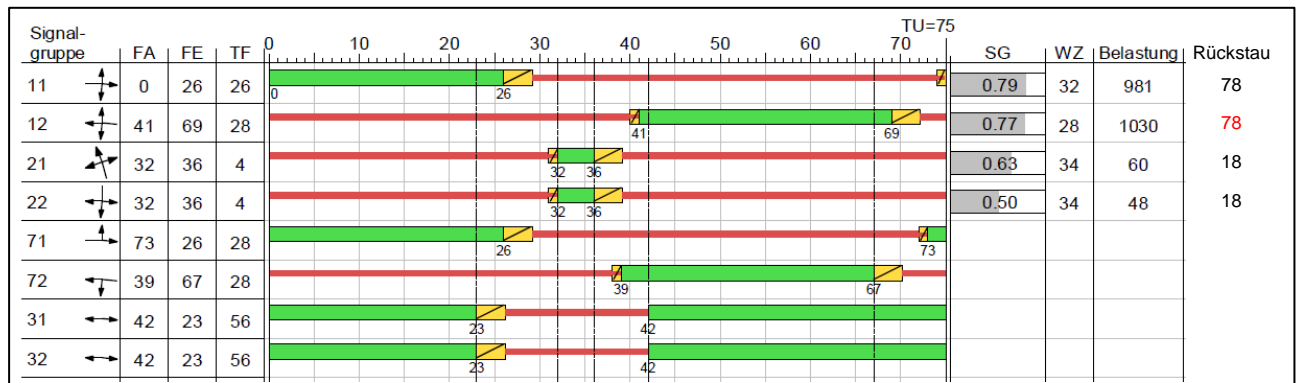 TU=75
Signal-
gruppe FA FE TF 0 10 20 30 40 50 60 70 SG WZ Belastung Rückstau
11 0 26 26 0 26 0.79 32 981 78
12 41 69 28 41 69 0.77 28 1030 78
21 32 36 4 32 36 0.63 34 60 18
22 32 36 4 32 36 0.50 34 48 18
71 73 26 28 26 73
72 39 67 28 39 67
31 42 23 56 23 42
32 42 23 56 23 42